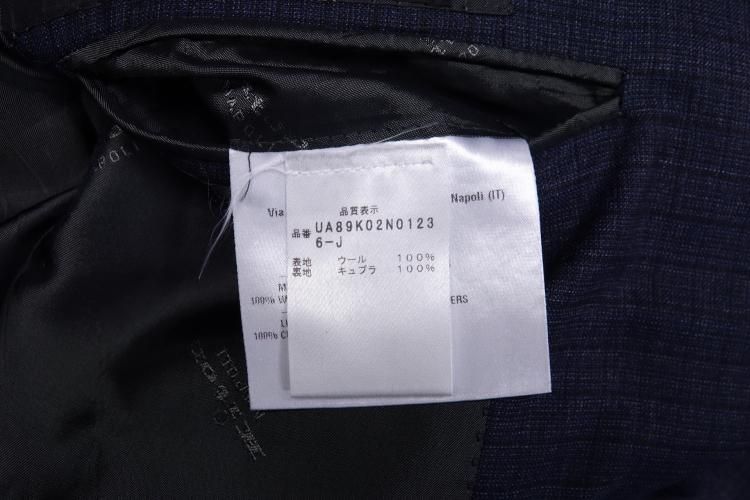 Via
Napoli (IT)
品質表示
品番 UA89K02N0123
6-J
表地 ウール 100%
裏地 キュプラ 100%
100% W
ERS
100% C
NAPOLI